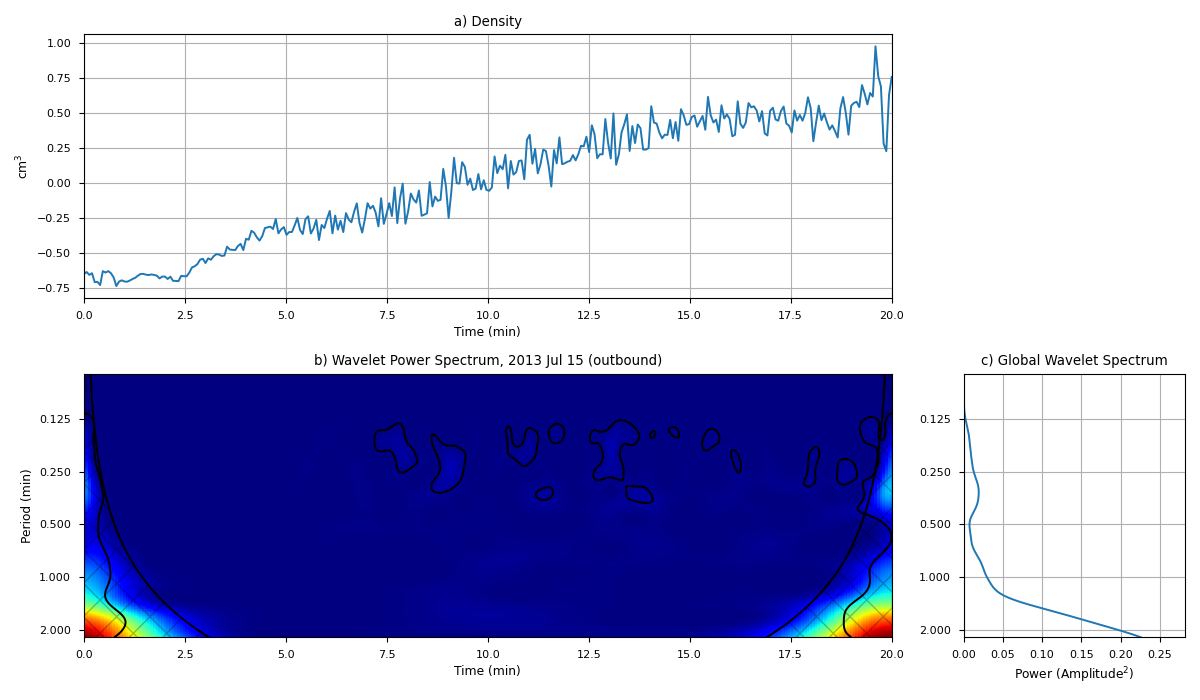 a) Density
1.00
0.75
0.50
0.25
0.00
−0.25
−0.50
−0.75
cm³
0.0 2.5 5.0 7.5 10.0 12.5 15.0 17.5 20.0
Time (min)
b) Wavelet Power Spectrum, 2013 Jul 15 (outbound)
0.125
0.250
0.500
1.000
2.000
Period (min)
0.0 2.5 5.0 7.5 10.0 12.5 15.0 17.5 20.0
Time (min)
c) Global Wavelet Spectrum
0.125
0.250
0.500
1.000
2.000
0.00 0.05 0.10 0.15 0.20 0.25
Power (Amplitude²)